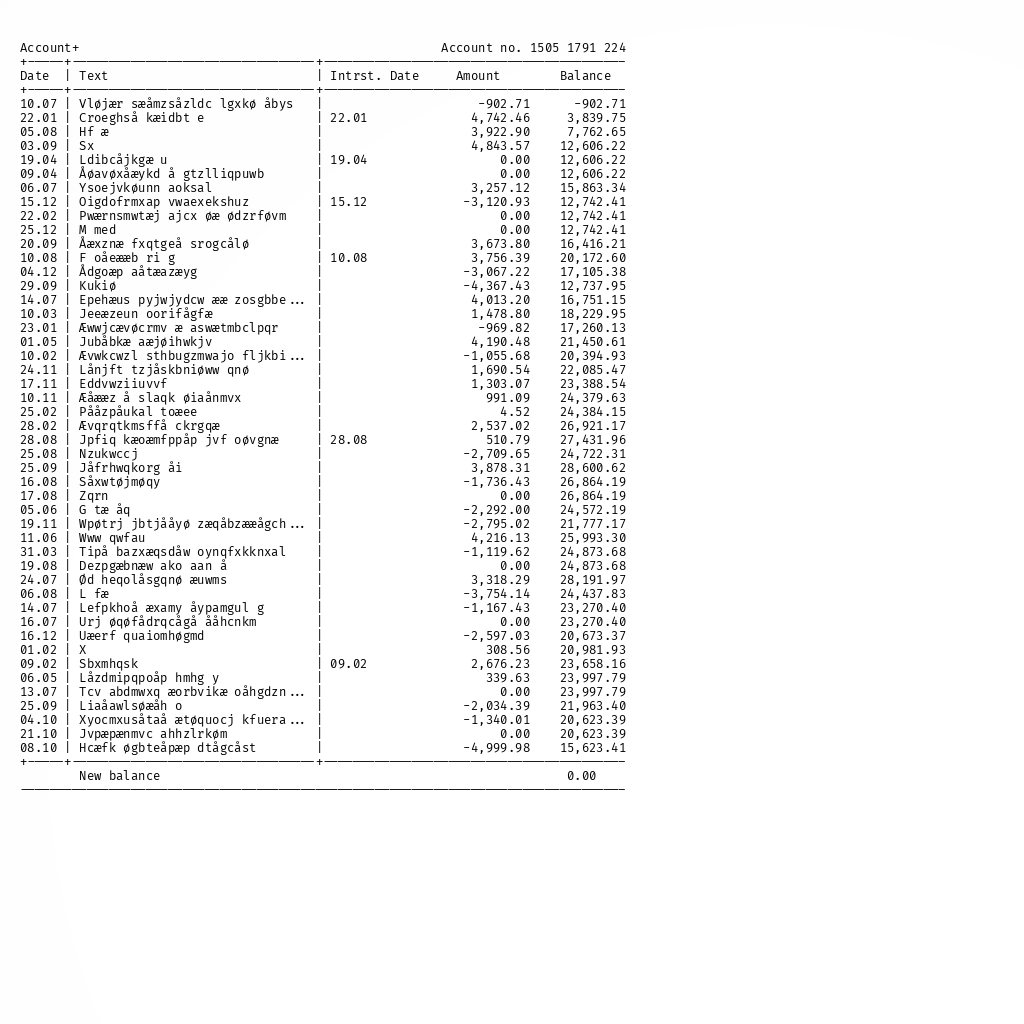 Account+ Account no. 1505 1791 224
Date | Text | Intrst. Date Amount Balance
10.07 | Vløjær sæåmzsåzldc lgxkø åbys | -902.71 -902.71
22.01 | Croeghså kæidbt e | 22.01 4,742.46 3,839.75
05.08 | Hf æ | 3,922.90 7,762.65
03.09 | Sx | 4,843.57 12,606.22
19.04 | Ldibcåjkgæ u | 19.04 0.00 12,606.22
09.04 | Åøavøxåæykd å gtzlliqpuwb | 0.00 12,606.22
06.07 | Ysoejvkøunn aoksal | 3,257.12 15,863.34
15.12 | Oigdofrmxap vwaexekshuz | 15.12 -3,120.93 12,742.41
22.02 | Pwærnsmwtæj ajcx øæ ødzrføvm | 0.00 12,742.41
25.12 | M med | 0.00 12,742.41
20.09 | Åæxznæ fxqtgeå srogcålø | 3,673.80 16,416.21
10.08 | F oåeææb ri g | 10.08 3,756.39 20,172.60
04.12 | Ådgoæp aåtæazæyg | -3,067.22 17,105.38
29.09 | Kukiø | -4,367.43 12,737.95
14.07 | Epehæus pyjwjydcw ææ zosgbbe... | 4,013.20 16,751.15
10.03 | Jeeæzeun oorifågfæ | 1,478.80 18,229.95
23.01 | Æwwjcævøcrmv æ aswætmbclpqr | -969.82 17,260.13
01.05 | Jubåbkæ aæjøihwkjv | 4,190.48 21,450.61
10.02 | Ævwkcwzl sthbugzmwajo fljkbi... | -1,055.68 20,394.93
24.11 | Lånjft tzjåskbniøww qnø | 1,690.54 22,085.47
17.11 | Eddvwziiuvvf | 1,303.07 23,388.54
10.11 | Æåææz å slaqk øiaånmvx | 991.09 24,379.63
25.02 | Pååzpåukal toæee | 4.52 24,384.15
28.02 | Ævqrqtkmsffå ckrgqæ | 2,537.02 26,921.17
28.08 | Jpfiq kæoæmfppåp jvf oøvgnæ | 28.08 510.79 27,431.96
25.08 | Nzukwccj | -2,709.65 24,722.31
25.09 | Jåfrhwqkorg åi | 3,878.31 28,600.62
16.08 | Såxwtøjmøqy | -1,736.43 26,864.19
17.08 | Zqrn | 0.00 26,864.19
05.06 | G tæ åq | -2,292.00 24,572.19
19.11 | Wpøtrj jbtjååyø zæqåbzææågch... | -2,795.02 21,777.17
11.06 | Www qwfau | 4,216.13 25,993.30
31.03 | Tipå bazxæqsdåw oynqfxkknxal | -1,119.62 24,873.68
19.08 | Dezpgæbnæw ako aan å | 0.00 24,873.68
24.07 | Ød heqolåsgqnø æuwms | 3,318.29 28,191.97
06.08 | L fæ | -3,754.14 24,437.83
14.07 | Lefpkhoå æxamy åypamgul g | -1,167.43 23,270.40
16.07 | Urj øqøfådrqcågå ååhcnkm | 0.00 23,270.40
16.12 | Uæerf quaiomhøgmd | -2,597.03 20,673.37
01.02 | X | 308.56 20,981.93
09.02 | Sbxmhqsk | 09.02 2,676.23 23,658.16
06.05 | Låzdmipqpoåp hmhg y | 339.63 23,997.79
13.07 | Tcv abdmwxq æorbvikæ oåhgdzn... | 0.00 23,997.79
25.09 | Liaåawlsøæåh o | -2,034.39 21,963.40
04.10 | Xyocmxusåtaå ætøquocj kfuera... | -1,340.01 20,623.39
21.10 | Jvpæpænmvc ahhzlrkøm | 0.00 20,623.39
08.10 | Hcæfk øgbteåpæp dtågcåst | -4,999.98 15,623.41
New balance 0.00